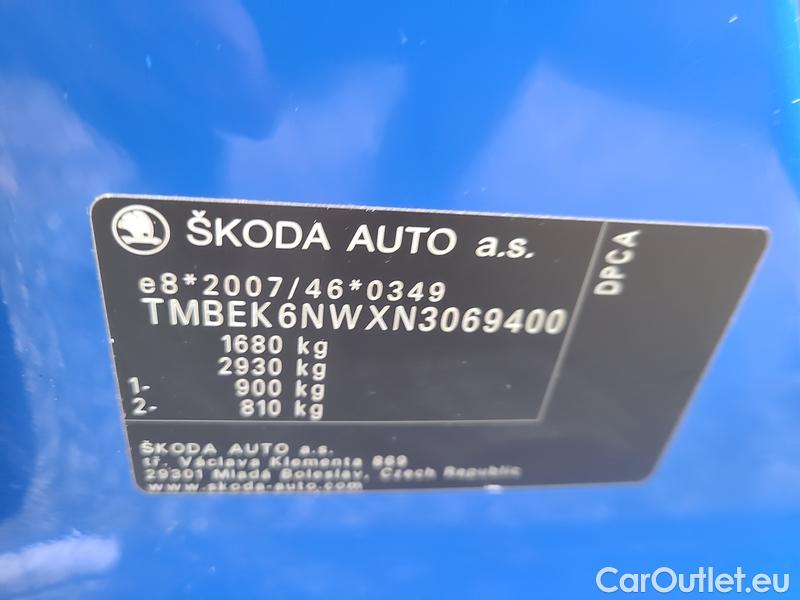 ŠKODA AUTO a.s.
DPCA
e8*2007/46*0349
TMBEK6NWXN3069400
1680 kg
2930 kg
1- 900 kg
2- 810 kg
ŠKODA AUTO a.s.
tř. Václava Klementa 869
29301 Mladá Boleslav, Czech Republic
www.skoda-auto.com
CarOutlet.eu